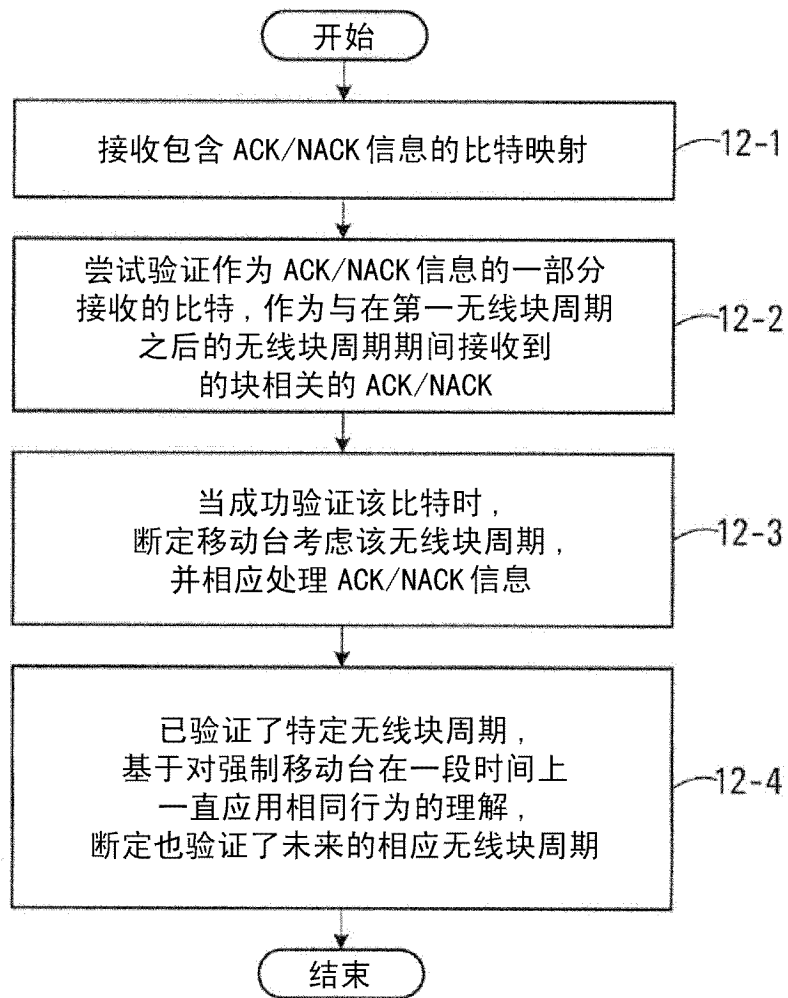 开始
接收包含 ACK/NACK 信息的比特映射
12-1
尝试验证作为 ACK/NACK 信息的一部分
接收的比特,作为与在第一无线块周期
之后的无线块周期期间接收到
的块相关的 ACK/NACK
12-2
当成功验证该比特时,
断定移动台考虑该无线块周期,
并相应处理 ACK/NACK 信息
12-3
已验证了特定无线块周期,
基于对强制移动台在一段时间上
一直应用相同行为的理解,
断定也验证了未来的相应无线块周期
12-4
结束